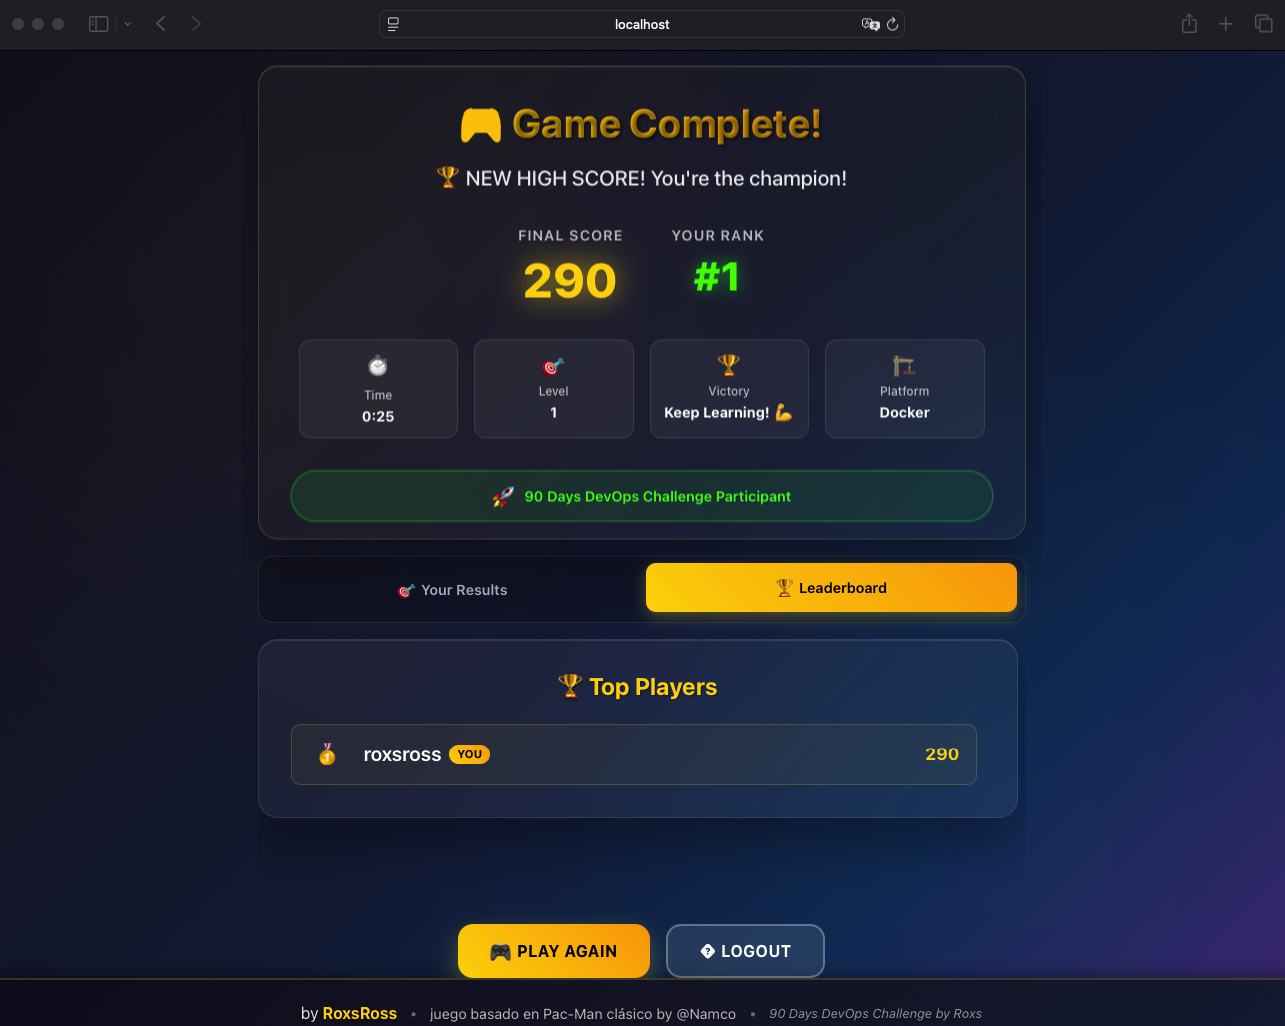 localhost
Game Complete!
NEW HIGH SCORE! You're the champion!
FINAL SCORE
290
YOUR RANK
#1
Time
0:25
Level
1
Victory
Keep Learning!
Platform
Docker
90 Days DevOps Challenge Participant
Your Results
Leaderboard
Top Players
1 roxsross YOU 290
PLAY AGAIN
LOGOUT
by RoxsRoss • juego basado en Pac-Man clásico by @Namco • 90 Days DevOps Challenge by Roxs